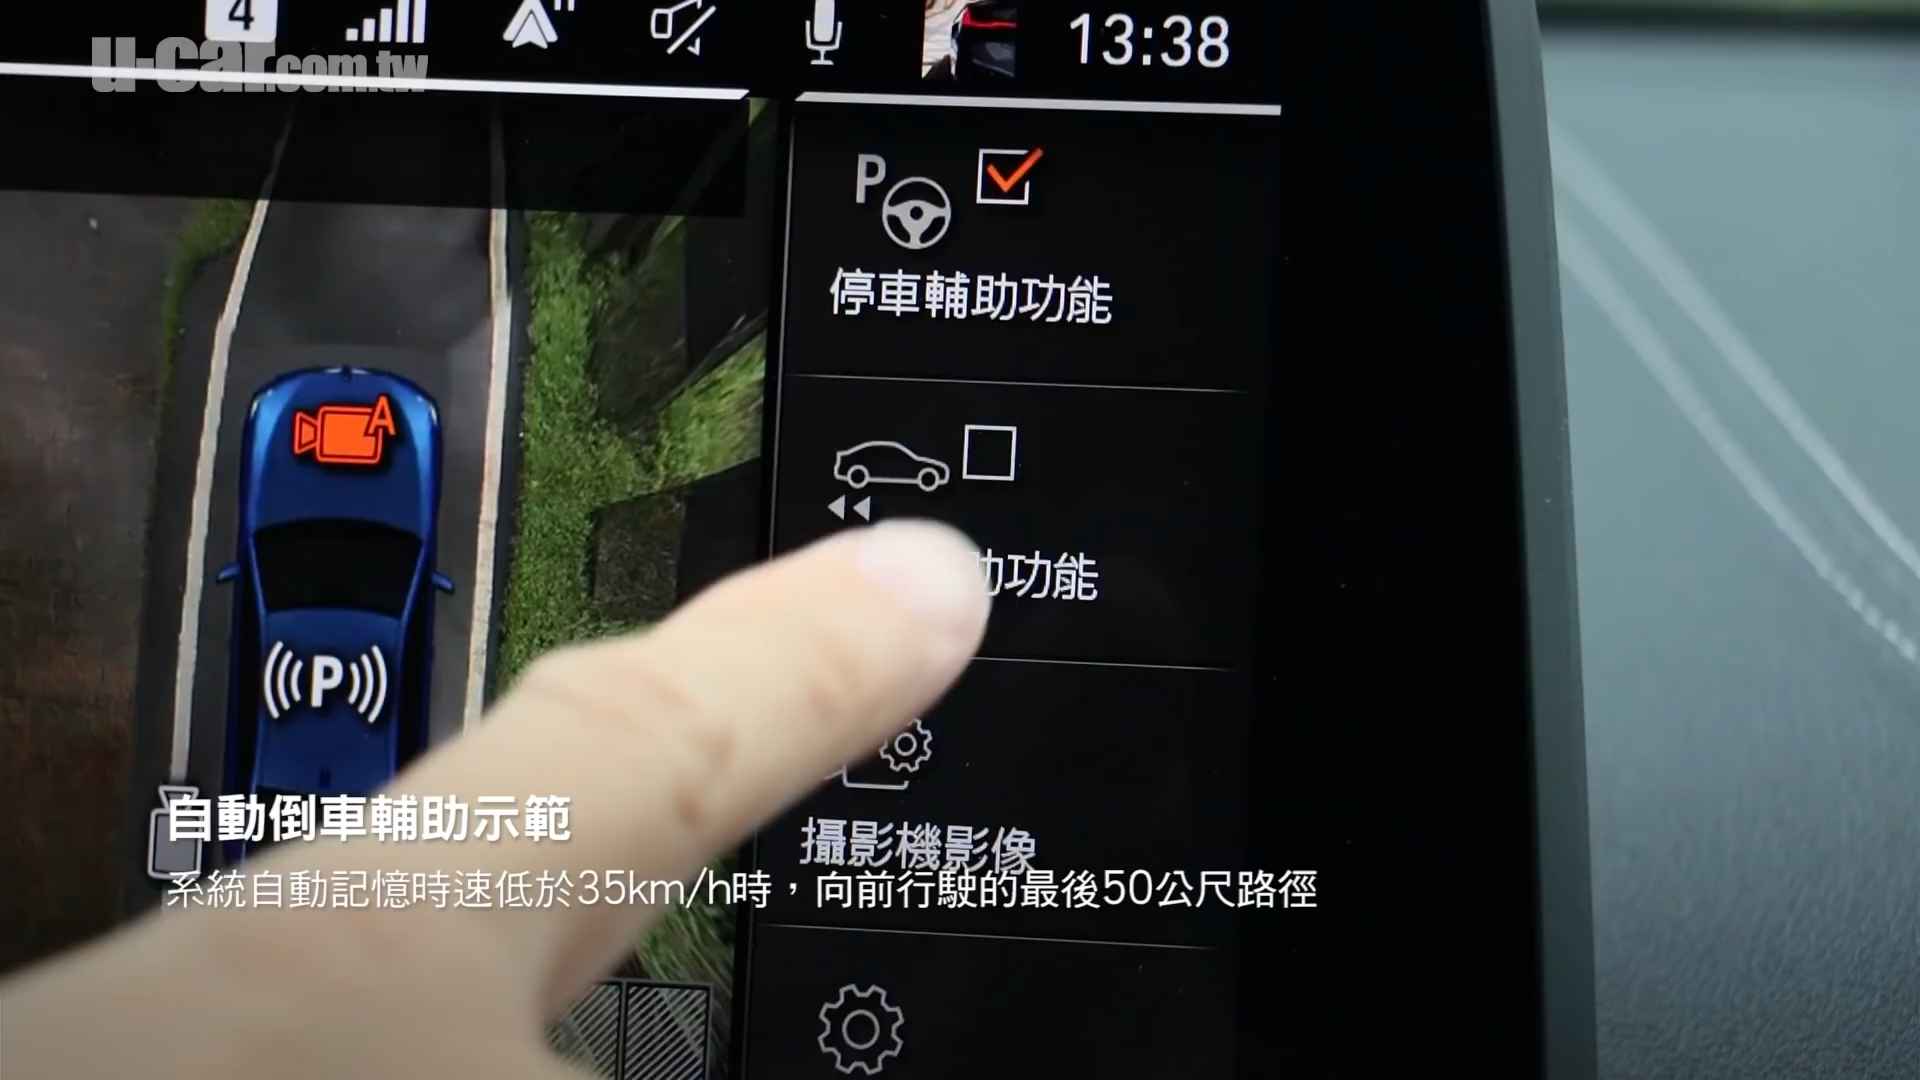 4
13:38
u-car.com.tw
P
停車輔助功能
A
助功能
P
自動倒車輔助示範
攝影機影像
系統自動記憶時速低於35km/h時，向前行駛的最後50公尺路徑